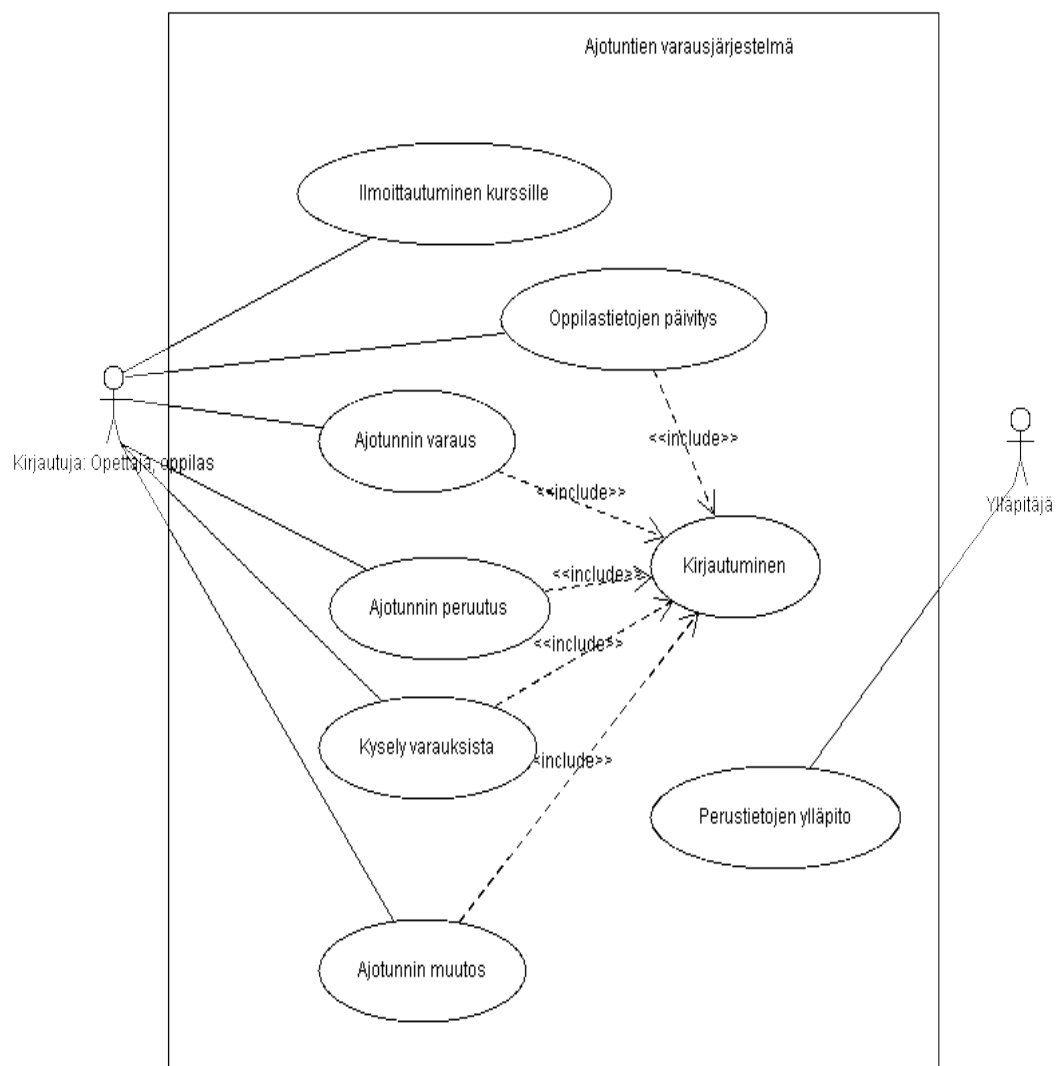 Ajotuntien varausjärjestelmä
Ilmoittautuminen kurssille
Oppilastietojen päivitys
Ajotunnin varaus
<<include>>
Kirjautuja: Opettaja, oppilas
Ylläpitäjä
<<include>>
Kirjautuminen
<<include>>
Ajotunnin peruutus
<<include>>
Kysely varauksista
<include>>
Perustietojen ylläpito
Ajotunnin muutos